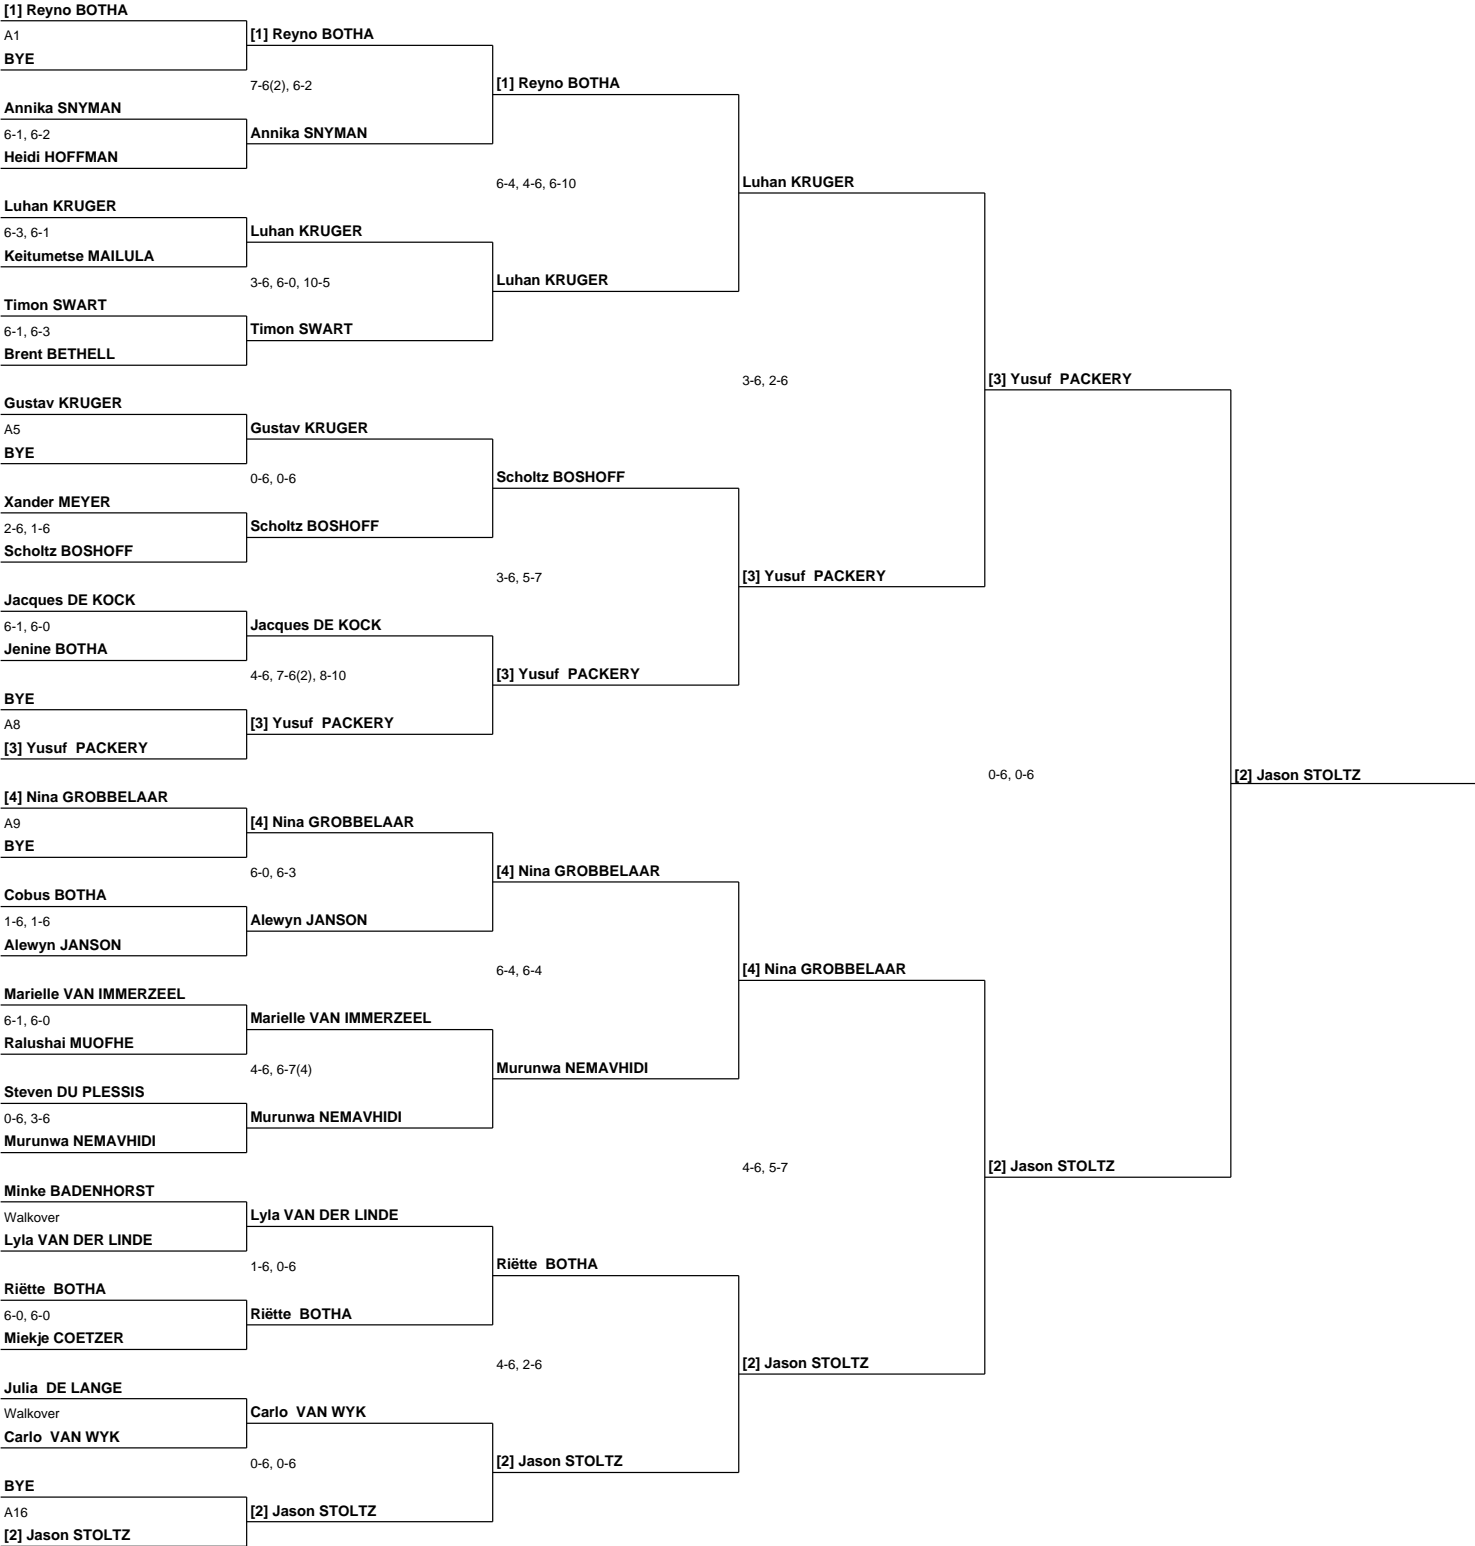 [1] Reyno BOTHA
A1
[1] Reyno BOTHA
BYE
7-6(2), 6-2
[1] Reyno BOTHA
Annika SNYMAN
6-1, 6-2
Annika SNYMAN
Heidi HOFFMAN
6-4, 4-6, 6-10
Luhan KRUGER
Luhan KRUGER
6-3, 6-1
Luhan KRUGER
Keitumetse MAILULA
3-6, 6-0, 10-5
Luhan KRUGER
Timon SWART
6-1, 6-3
Timon SWART
Brent BETHELL
3-6, 2-6
[3] Yusuf  PACKERY
Gustav KRUGER
A5
Gustav KRUGER
BYE
0-6, 0-6
Scholtz BOSHOFF
Xander MEYER
2-6, 1-6
Scholtz BOSHOFF
Scholtz BOSHOFF
3-6, 5-7
[3] Yusuf  PACKERY
Jacques DE KOCK
6-1, 6-0
Jacques DE KOCK
Jenine BOTHA
4-6, 7-6(2), 8-10
[3] Yusuf  PACKERY
BYE
A8
[3] Yusuf  PACKERY
[3] Yusuf  PACKERY
0-6, 0-6
[2] Jason STOLTZ
[4] Nina GROBBELAAR
A9
[4] Nina GROBBELAAR
BYE
6-0, 6-3
[4] Nina GROBBELAAR
Cobus BOTHA
1-6, 1-6
Alewyn JANSON
Alewyn JANSON
6-4, 6-4
[4] Nina GROBBELAAR
Marielle VAN IMMERZEEL
6-1, 6-0
Marielle VAN IMMERZEEL
Ralushai MUOFHE
4-6, 6-7(4)
Murunwa NEMAVHIDI
Steven DU PLESSIS
0-6, 3-6
Murunwa NEMAVHIDI
Murunwa NEMAVHIDI
4-6, 5-7
[2] Jason STOLTZ
Minke BADENHORST
Walkover
Lyla VAN DER LINDE
Lyla VAN DER LINDE
1-6, 0-6
Riëtte  BOTHA
Riëtte  BOTHA
6-0, 6-0
Riëtte  BOTHA
Miekje COETZER
4-6, 2-6
[2] Jason STOLTZ
Julia  DE LANGE
Walkover
Carlo  VAN WYK
Carlo  VAN WYK
0-6, 0-6
[2] Jason STOLTZ
BYE
A16
[2] Jason STOLTZ
[2] Jason STOLTZ